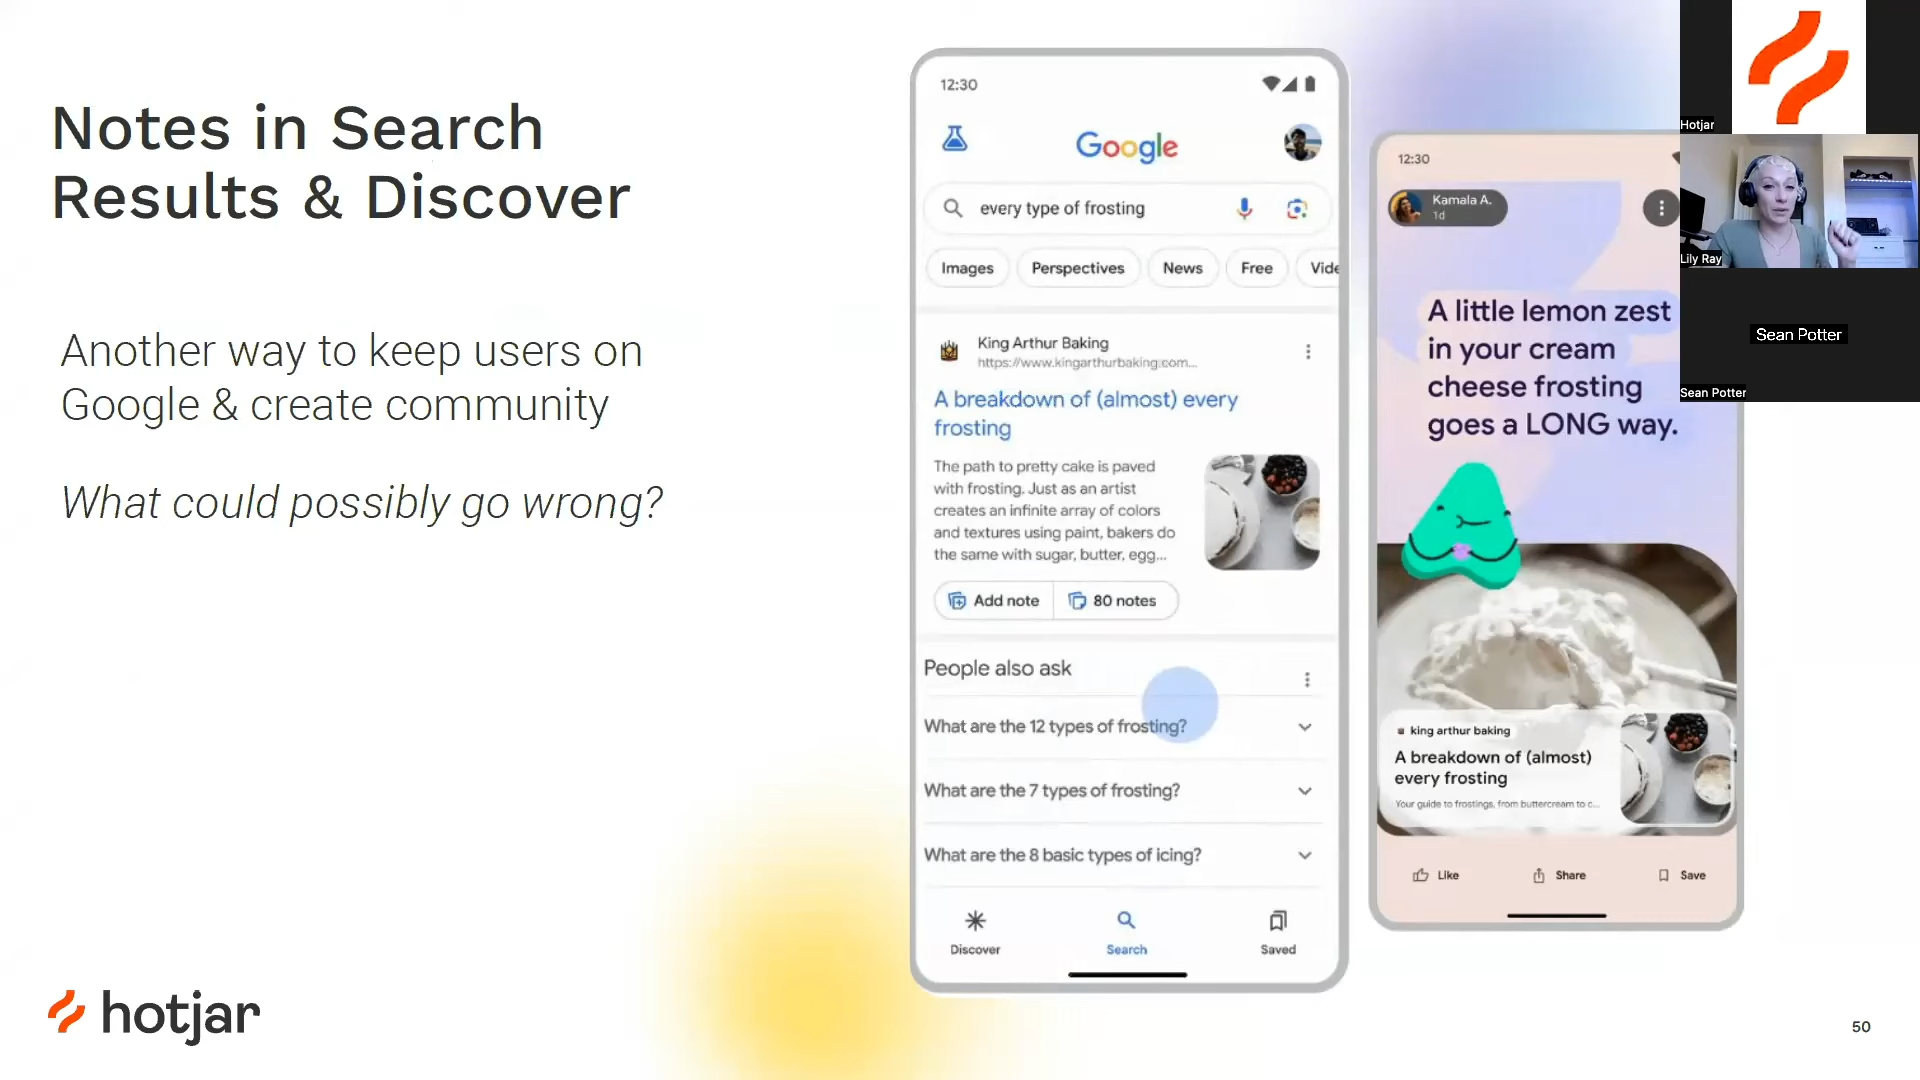 Notes in Search
Results & Discover
Another way to keep users on
Google & create community
What could possibly go wrong?
hotjar
12:30
Google
every type of frosting
Images
Perspectives
News
Free
Vide
King Arthur Baking
https://www.kingarthurbaking.com...
A breakdown of (almost) every
frosting
The path to pretty cake is paved
with frosting. Just as an artist
creates an infinite array of colors
and textures using paint, bakers do
the same with sugar, butter, egg...
Add note
80 notes
People also ask
What are the 12 types of frosting?
What are the 7 types of frosting?
What are the 8 basic types of icing?
Discover
Search
Saved
12:30
Kamala A.
1d
A little lemon zest
in your cream
cheese frosting
goes a LONG way.
king arthur baking
A breakdown of (almost)
every frosting
Your guide to frostings, from buttercream to c...
Like
Share
Save
Hotjar
Lily Ray
Sean Potter
Sean Potter
50